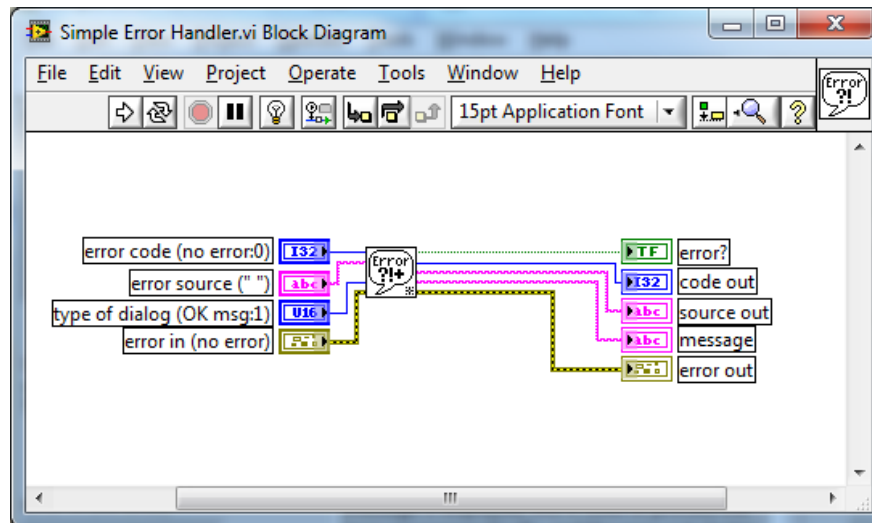 Simple Error Handler.vi Block Diagram
File Edit View Project Operate Tools Window Help
15pt Application Font
Error
?!
error code (no error:0) I32
error source (" ") abc
type of dialog (OK msg:1) U16
error in (no error)
Error
?!+
TF error?
I32 code out
abc source out
abc message
error out